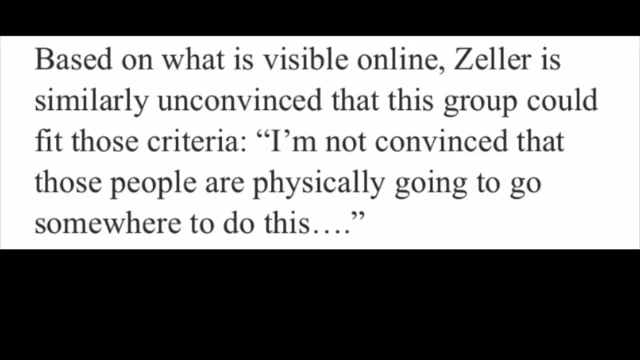 Based on what is visible online, Zeller is
similarly unconvinced that this group could
fit those criteria: “I’m not convinced that
those people are physically going to go
somewhere to do this….”